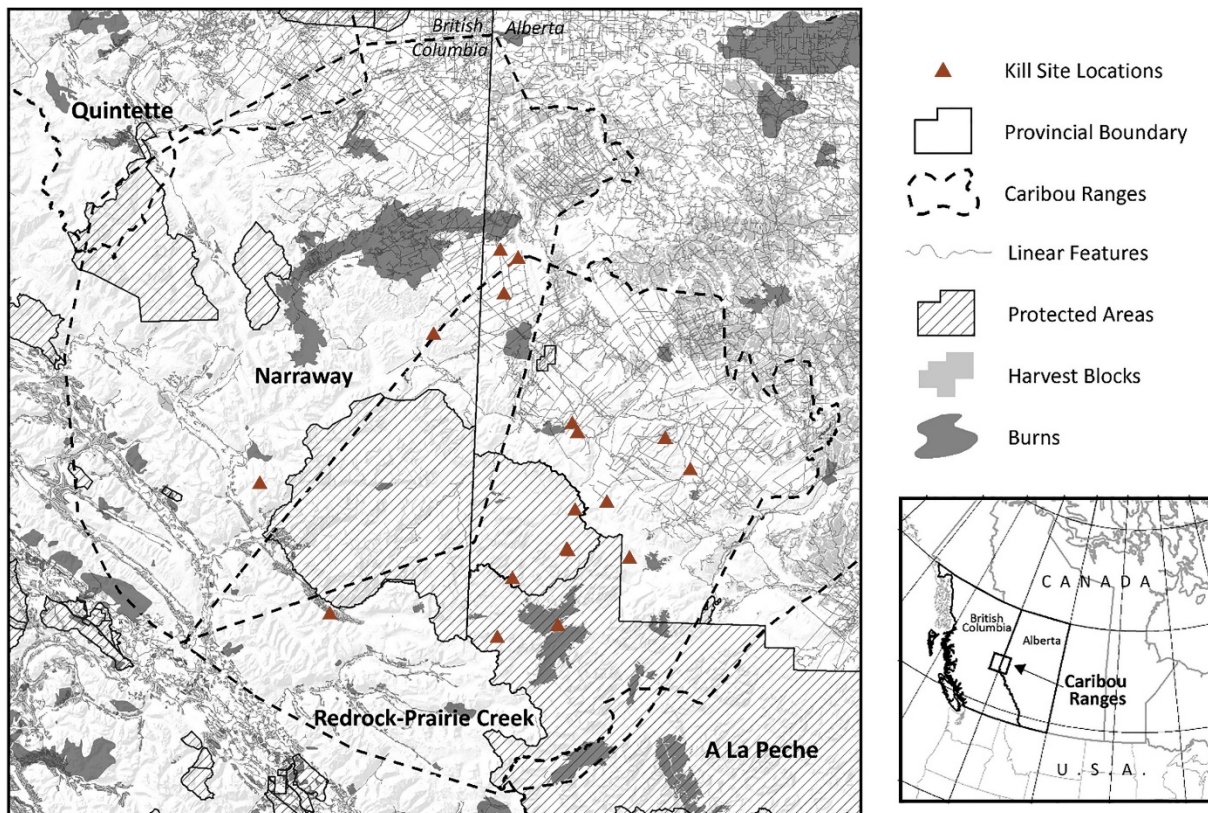 British
Alberta
Columbia
Quintette
Narraway
Redrock-Prairie Creek
A La Peche
Kill Site Locations
Provincial Boundary
Caribou Ranges
Linear Features
Protected Areas
Harvest Blocks
Burns
CANADA
British
Columbia
Alberta
Caribou
Ranges
U.S.A.